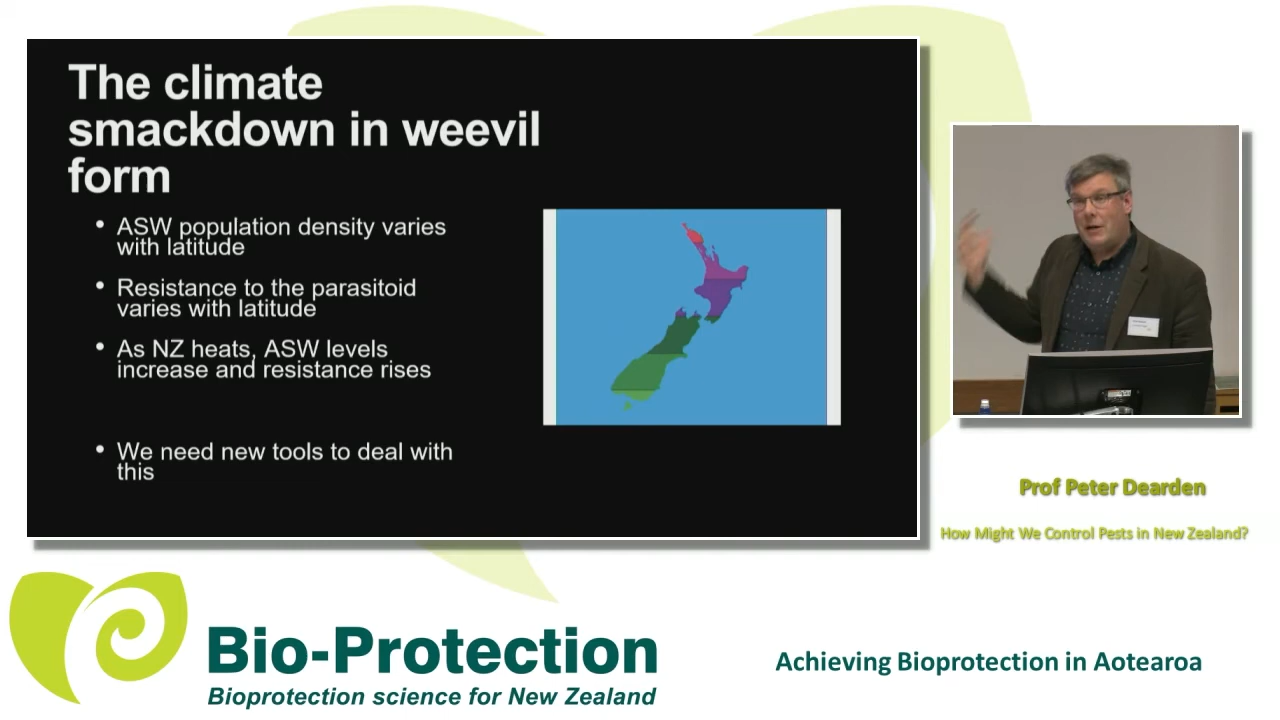 The climate
smackdown in weevil
form
• ASW population density varies
with latitude
• Resistance to the parasitoid
varies with latitude
• As NZ heats, ASW levels
increase and resistance rises
• We need new tools to deal with
this
Prof Peter Dearden
How Might We Control Pests in New Zealand?
Bio-Protection
Bioprotection science for New Zealand
Achieving Bioprotection in Aotearoa